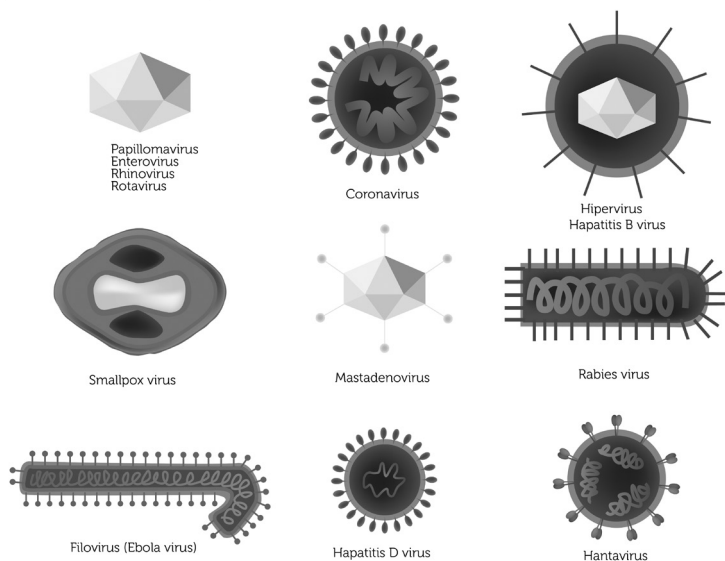 Papillomavirus
Enterovirus
Rhinovirus
Rotavirus
Coronavirus
Hipervirus
Hapatitis B virus
Smallpox virus
Mastadenovirus
Rabies virus
Filovirus (Ebola virus)
Hapatitis D virus
Hantavirus